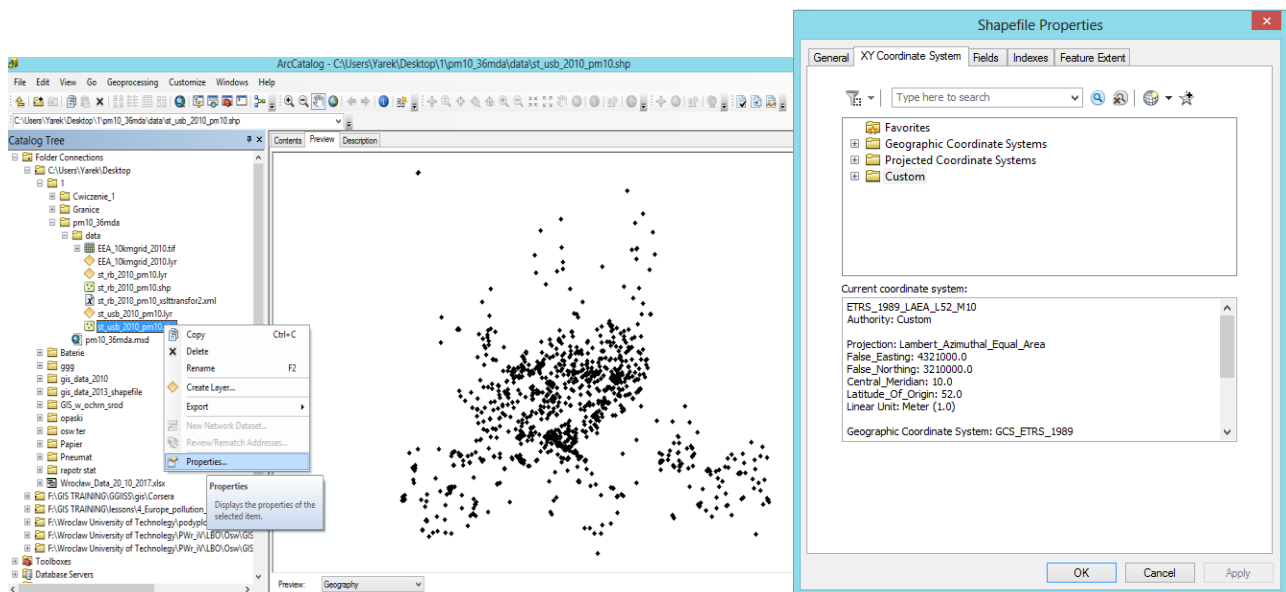 ArcCatalog - C:\Users\Yarek\Desktop\1\pm10_36mda\data\st_usb_2010_pm10.shp
File Edit View Go Geoprocessing Customize Windows Help
C:\Users\Yarek\Desktop\1\pm10_36mda\data\st_usb_2010_pm10.shp
Catalog Tree
Folder Connections
C:\Users\Yarek\Desktop
1
Cwiczenie_1
Granice
pm10_36mda
data
EEA_10kmgrid_2010.tif
EEA_10kmgrid_2010.lyr
st_rb_2010_pm10.lyr
st_rb_2010_pm10.shp
st_rb_2010_pm10_xslttransfor2.xml
st_usb_2010_pm10.lyr
st_usb_2010_pm10.
pm10_36mda.mxd
Baterie
ggg
gis_data_2010
gis_data_2013_shapefile
GIS_w_ochrn_srod
opaski
osw ter
Papier
Pneumat
rapotr stat
Wrocław_Data_20_10_2017.xlsx
F:\GIS TRAINING\GGIISS\gis\Corsera
F:\GIS TRAINING\lessons\4_Europe_pollution_
F:\Wroclaw University of Technology\podyplo
F:\Wroclaw University of Technology\PWr_iV\LBO\Osw\GIS
F:\Wroclaw University of Technology\PWr_iV\LBO\Osw\GIS
Toolboxes
Database Servers
Copy Ctrl+C
Delete
Rename F2
Create Layer...
Export
New Network Dataset...
Review/Rematch Addresses...
Properties...
Properties
Displays the properties of the
selected item.
Contents Preview Description
Preview: Geography
Shapefile Properties
General XY Coordinate System Fields Indexes Feature Extent
Type here to search
Favorites
Geographic Coordinate Systems
Projected Coordinate Systems
Custom
Current coordinate system:
ETRS_1989_LAEA_L52_M10
Authority: Custom
Projection: Lambert_Azimuthal_Equal_Area
False_Easting: 4321000.0
False_Northing: 3210000.0
Central_Meridian: 10.0
Latitude_Of_Origin: 52.0
Linear Unit: Meter (1.0)
Geographic Coordinate System: GCS_ETRS_1989
OK Cancel Apply